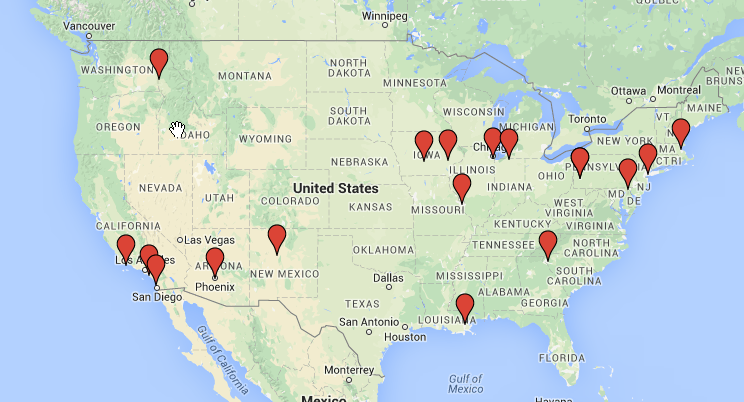 QUÉBEC
Winnipeg
Vancouver
WASHINGTON
MONTANA
NORTH
DAKOTA
MINNESOTA
Ottawa
Montreal
NEW
BRUNS
MAINE
SOUTH
DAKOTA
WISCONSIN
MICHIGAN
Toronto
VT
OREGON
IDAHO
WYOMING
IOWA
NEW YORK
MA
NEBRASKA
ILLINOIS
OHIO
PENNSYLVANIA
CT RI
NEVADA
UTAH
COLORADO
United States
KANSAS
MISSOURI
INDIANA
WEST
VIRGINIA
MD
DE
NJ
KENTUCKY
VIRGINIA
CALIFORNIA
Las Vegas
OKLAHOMA
TENNESSEE
NORTH
CAROLINA
Los Angeles
ARIZONA
NEW MEXICO
Phoenix
Dallas
MISSISSIPPI
SOUTH
CAROLINA
San Diego
TEXAS
ALABAMA
GEORGIA
San Antonio
Houston
LOUISIANA
Gulf of
California
Monterrey
FLORIDA
Gulf of
Mexico
Mexico
Havana